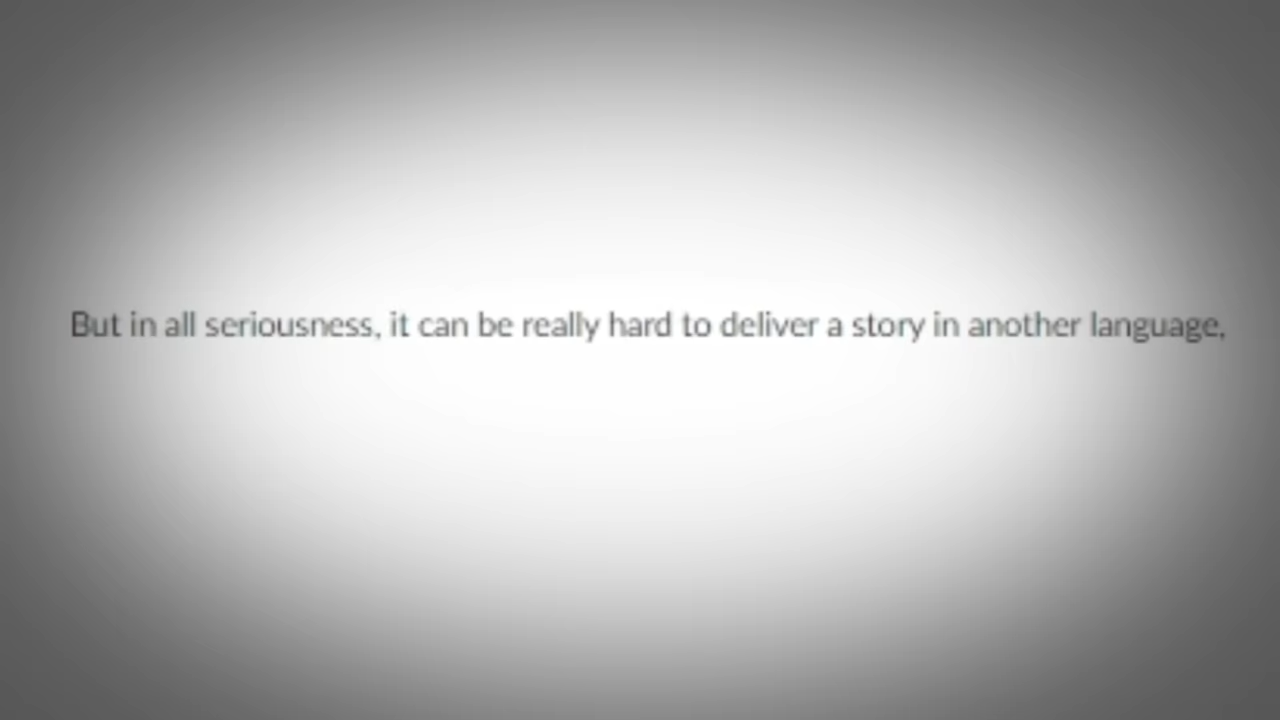 But in all seriousness, it can be really hard to deliver a story in another language,